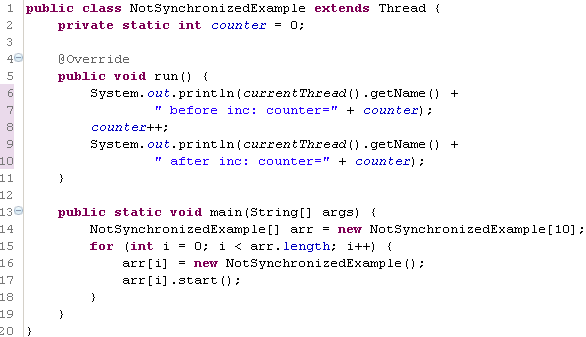 1 public class NotSynchronizedExample extends Thread {
2     private static int counter = 0;
3
4     @Override
5     public void run() {
6         System.out.println(currentThread().getName() +
7                 " before inc: counter=" + counter);
8         counter++;
9         System.out.println(currentThread().getName() +
10                 " after inc: counter=" + counter);
11     }
12
13     public static void main(String[] args) {
14         NotSynchronizedExample[] arr = new NotSynchronizedExample[10];
15         for (int i = 0; i < arr.length; i++) {
16             arr[i] = new NotSynchronizedExample();
17             arr[i].start();
18         }
19     }
20 }